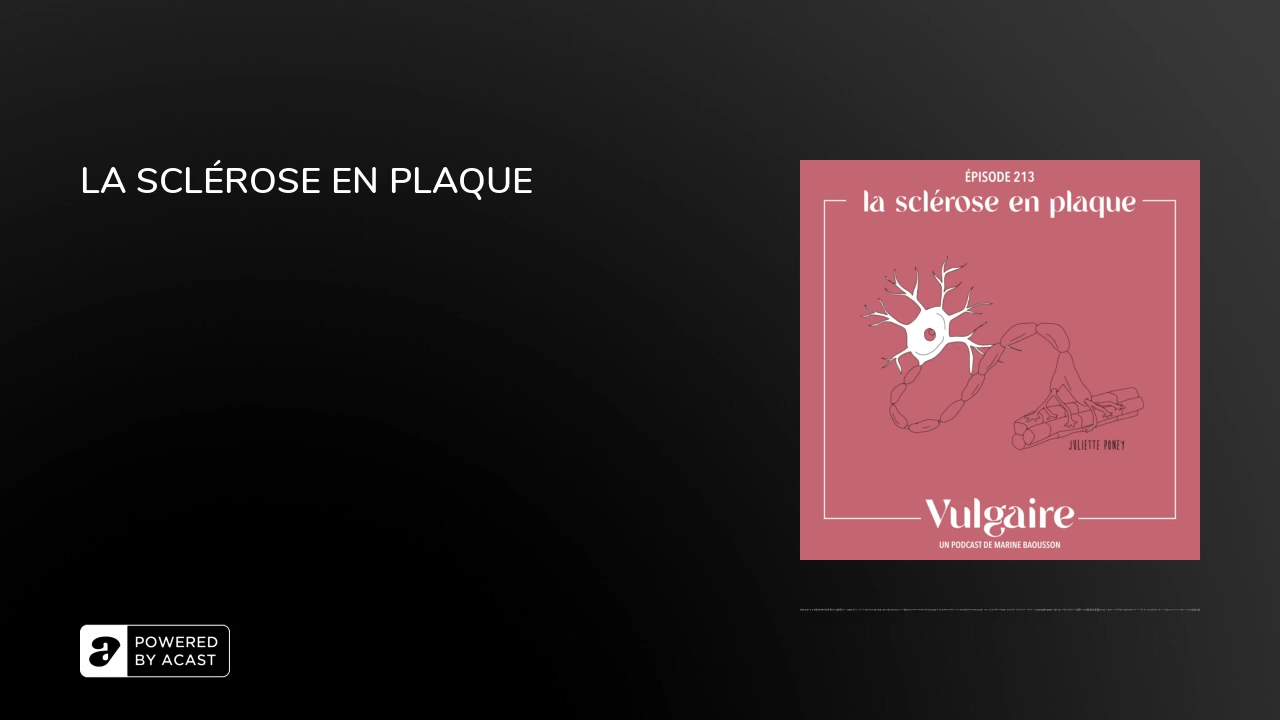 LA SCLÉROSE EN PLAQUE
ÉPISODE 213
la sclérose en plaque
JULIETTE PONEY
Vulgaire
UN PODCAST DE MARINE BAOUSSON
a POWERED
BY ACAST